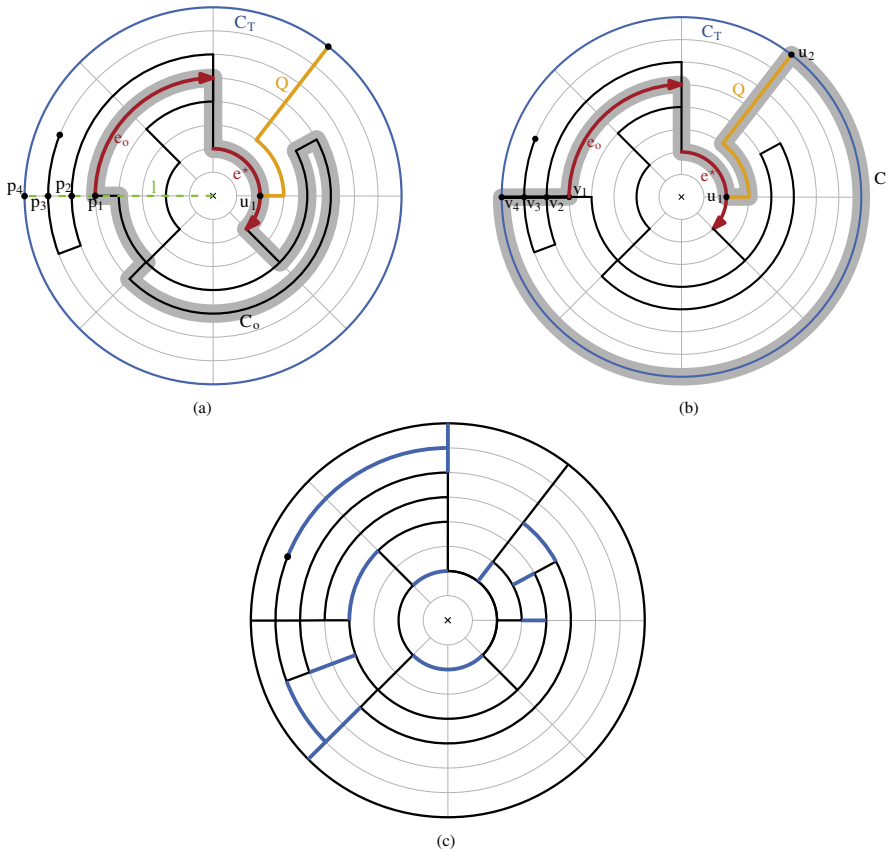 C_T
Q
e_o
e*
l
p_4
p_3
p_2
p_1
u_1
C_o
(a)
C_T
u_2
Q
e_o
e*
C
v_4
v_3
v_2
v_1
u_1
(b)
(c)